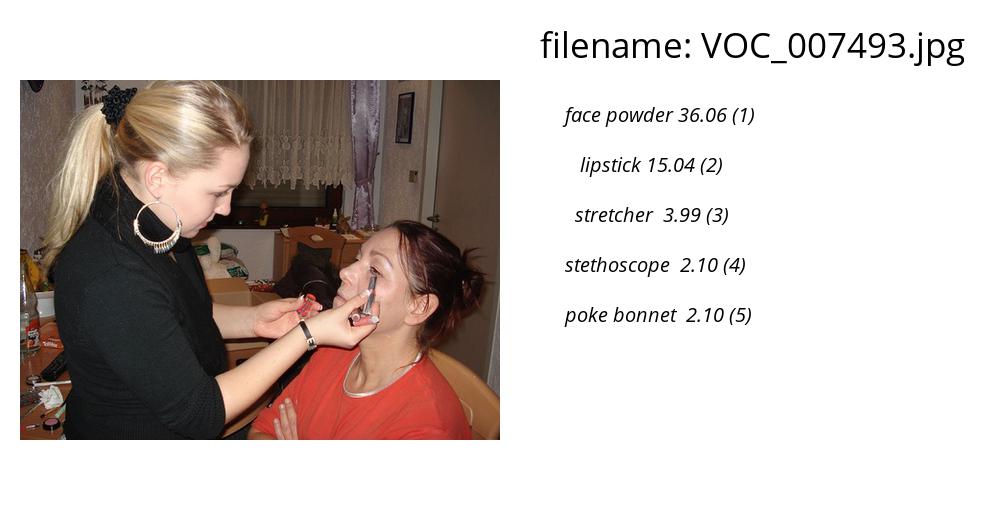 filename: VOC_007493.jpg
face powder 36.06 (1)
lipstick 15.04 (2)
stretcher 3.99 (3)
stethoscope 2.10 (4)
poke bonnet 2.10 (5)